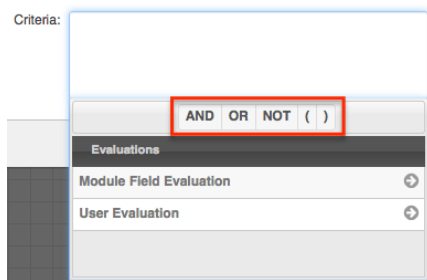 Criteria:
AND OR NOT ( )
Evaluations
Module Field Evaluation
User Evaluation